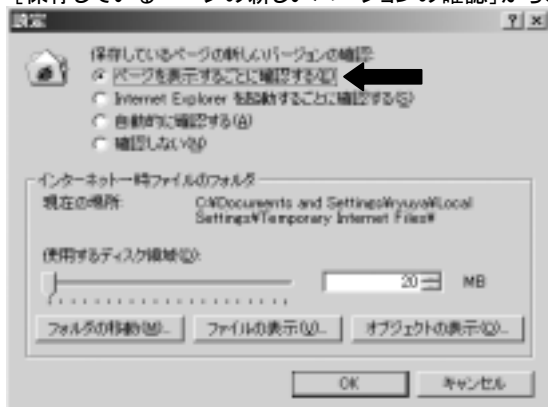 [保存しているページの新しいバージョンの確認]から、
設定
保存しているページの新しいバージョンの確認:
ページを表示するごとに確認する(E)
Internet Explorer を起動するごとに確認する(S)
自動的に確認する(A)
確認しない(N)
インターネット一時ファイルのフォルダ
現在の場所:
C:¥Documents and Settings¥ryuya¥Local
Settings¥Temporary Internet Files¥
使用するディスク領域(D):
20 MB
フォルダの移動(M)... ファイルの表示(V)... オブジェクトの表示(O)...
OK キャンセル